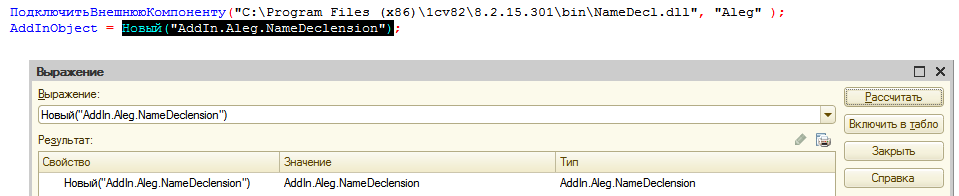 ПодключитьВнешнююКомпоненту("C:\Program Files (x86)\1cv82\8.2.15.301\bin\NameDecl.dll", "Aleg" );
AddInObject = Новый("AddIn.Aleg.NameDeclension");
Выражение
Выражение:
Рассчитать
Новый("AddIn.Aleg.NameDeclension")
Включить в табло
Результат:
Закрыть
Свойство Значение Тип
Справка
Новый("AddIn.Aleg.NameDeclension") AddIn.Aleg.NameDeclension AddIn.Aleg.NameDeclension